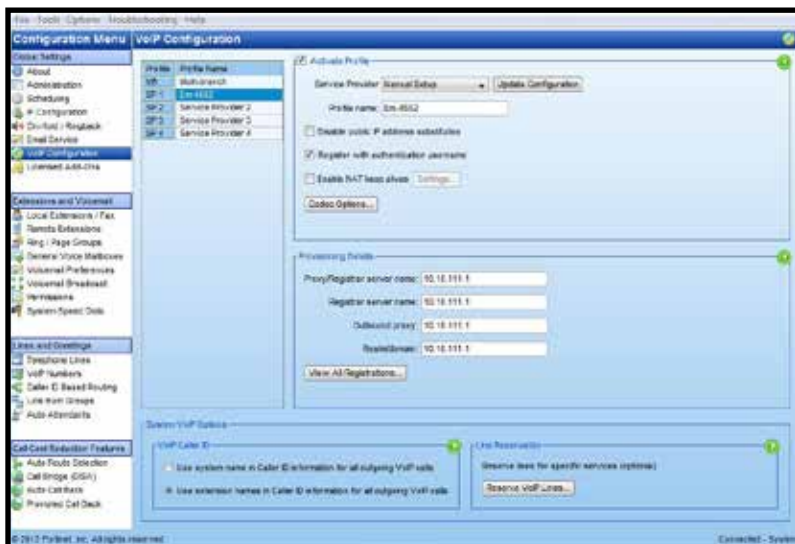 File Tools Options Troubleshooting Help
Configuration Menu
VoIP Configuration
Global Settings
About
Administration
Scheduling
IP Configuration
Email Service
VoIP Configuration
Licensed Add-Ons
Extensions and Voicemail
Local Extensions / Fax
Remote Extensions
Ring / Page Groups
General Voice Mailboxes
Voicemail Preferences
Voicemail Broadcast
Permissions
System Speed Dials
Lines and Greetings
Telephone Lines
VoIP Numbers
Caller ID Based Routing
Line Hunt Groups
Auto Attendants
Call Cost Reduction Features
Auto Route Selection
Call Bridge (DISA)
Auto Call Back
Prepaid Call
Profile Profile Name
SP 1
SP 2 Service Provider 2
SP 3 Service Provider 3
SP 4 Service Provider 4
Activate Profile
Service Provider Manual Setup Update Configuration
Profile name:
Disable public IP address substitution
Register with authentication username
Enable NAT keep alives Settings...
Codec Options...
Provisioning Details
Proxy/Registrar server name: 10.10.111.1
Registrar server name: 10.10.111.1
Outbound proxy: 10.10.111.1
Realm/domain: 10.10.111.1
View All Registrations...
System VoIP Options
VoIP Caller ID
Use system name in Caller ID information for all outgoing VoIP calls.
Use extension names in Caller ID information for all outgoing VoIP calls.
Line Reservation
Reserve lines for specific services (optional)
Reserve VoIP Lines...
Fortinet, Inc. All rights reserved
Connected - System